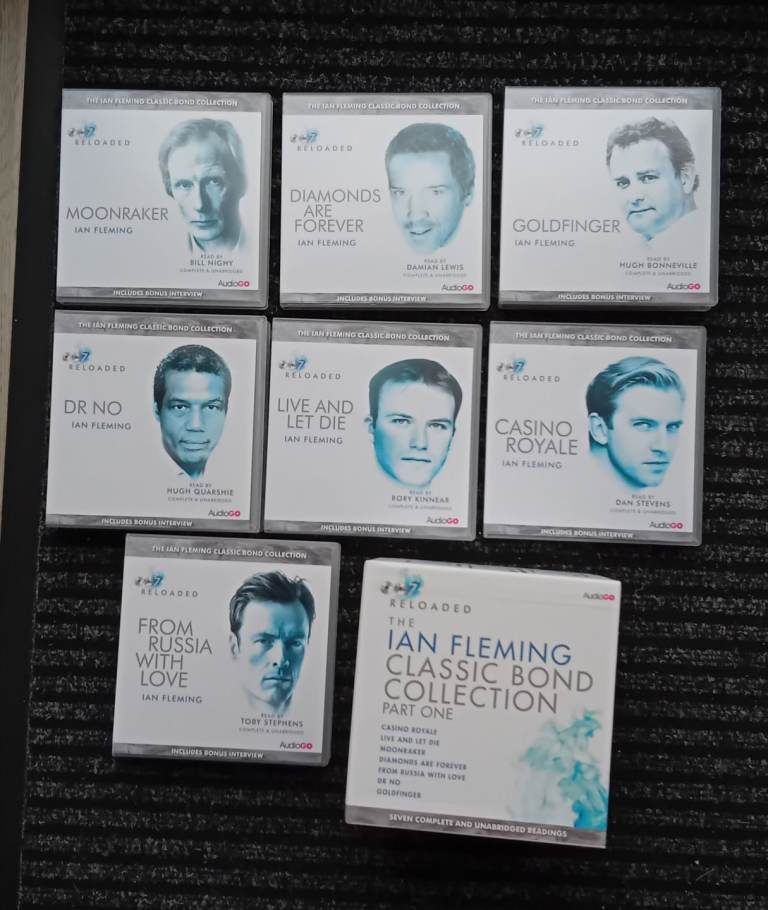 THE IAN FLEMING CLASSIC BOND COLLECTION
007
RELOADED
MOONRAKER
IAN FLEMING
READ BY
BILL NIGHY
COMPLETE & UNABRIDGED
AudioGO
INCLUDES BONUS INTERVIEW
THE IAN FLEMING CLASSIC BOND COLLECTION
007
RELOADED
DIAMONDS
ARE
FOREVER
IAN FLEMING
READ BY
DAMIAN LEWIS
COMPLETE & UNABRIDGED
AudioGO
INCLUDES BONUS INTERVIEW
THE IAN FLEMING CLASSIC BOND COLLECTION
007
RELOADED
GOLDFINGER
IAN FLEMING
READ BY
HUGH BONNEVILLE
COMPLETE & UNABRIDGED
AudioGO
INCLUDES BONUS INTERVIEW
THE IAN FLEMING CLASSIC BOND COLLECTION
007
RELOADED
DR NO
IAN FLEMING
READ BY
HUGH QUARSHIE
COMPLETE & UNABRIDGED
AudioGO
INCLUDES BONUS INTERVIEW
THE IAN FLEMING CLASSIC BOND COLLECTION
007
RELOADED
LIVE AND
LET DIE
IAN FLEMING
READ BY
RORY KINNEAR
COMPLETE & UNABRIDGED
AudioGO
INCLUDES BONUS INTERVIEW
THE IAN FLEMING CLASSIC BOND COLLECTION
007
RELOADED
CASINO
ROYALE
IAN FLEMING
READ BY
DAN STEVENS
COMPLETE & UNABRIDGED
AudioGO
INCLUDES BONUS INTERVIEW
THE IAN FLEMING CLASSIC BOND COLLECTION
007
RELOADED
FROM
RUSSIA
WITH
LOVE
IAN FLEMING
READ BY
TOBY STEPHENS
COMPLETE & UNABRIDGED
AudioGO
INCLUDES BONUS INTERVIEW
AudioGO
007
RELOADED
THE
IAN FLEMING
CLASSIC BOND
COLLECTION
PART ONE
CASINO ROYALE
LIVE AND LET DIE
MOONRAKER
DIAMONDS ARE FOREVER
FROM RUSSIA WITH LOVE
DR NO
GOLDFINGER
SEVEN COMPLETE AND UNABRIDGED READINGS